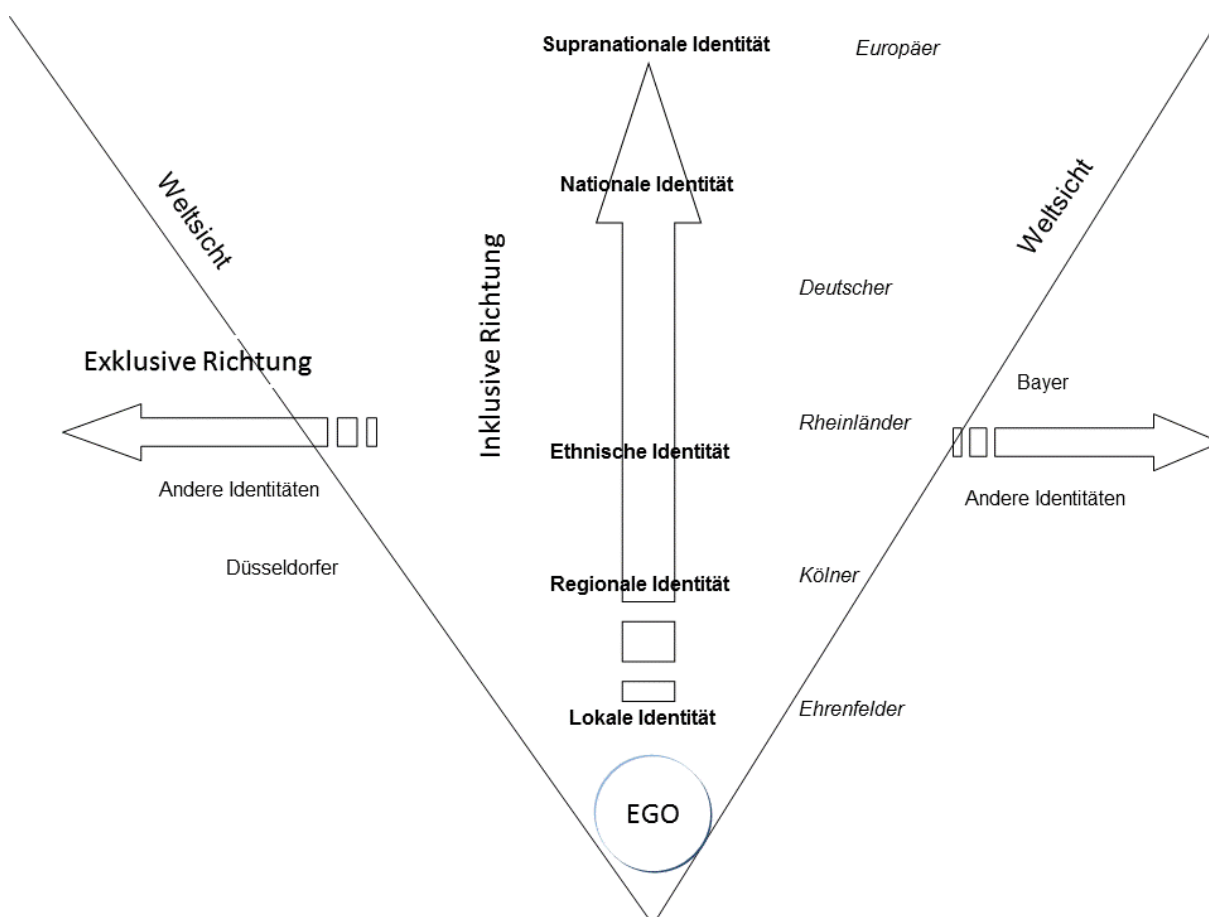 Supranationale Identität
Europäer
Weltsicht
Weltsicht
Nationale Identität
Inklusive Richtung
Deutscher
Exklusive Richtung
Bayer
Rheinländer
Ethnische Identität
Andere Identitäten
Andere Identitäten
Düsseldorfer
Regionale Identität
Kölner
Lokale Identität
Ehrenfelder
EGO